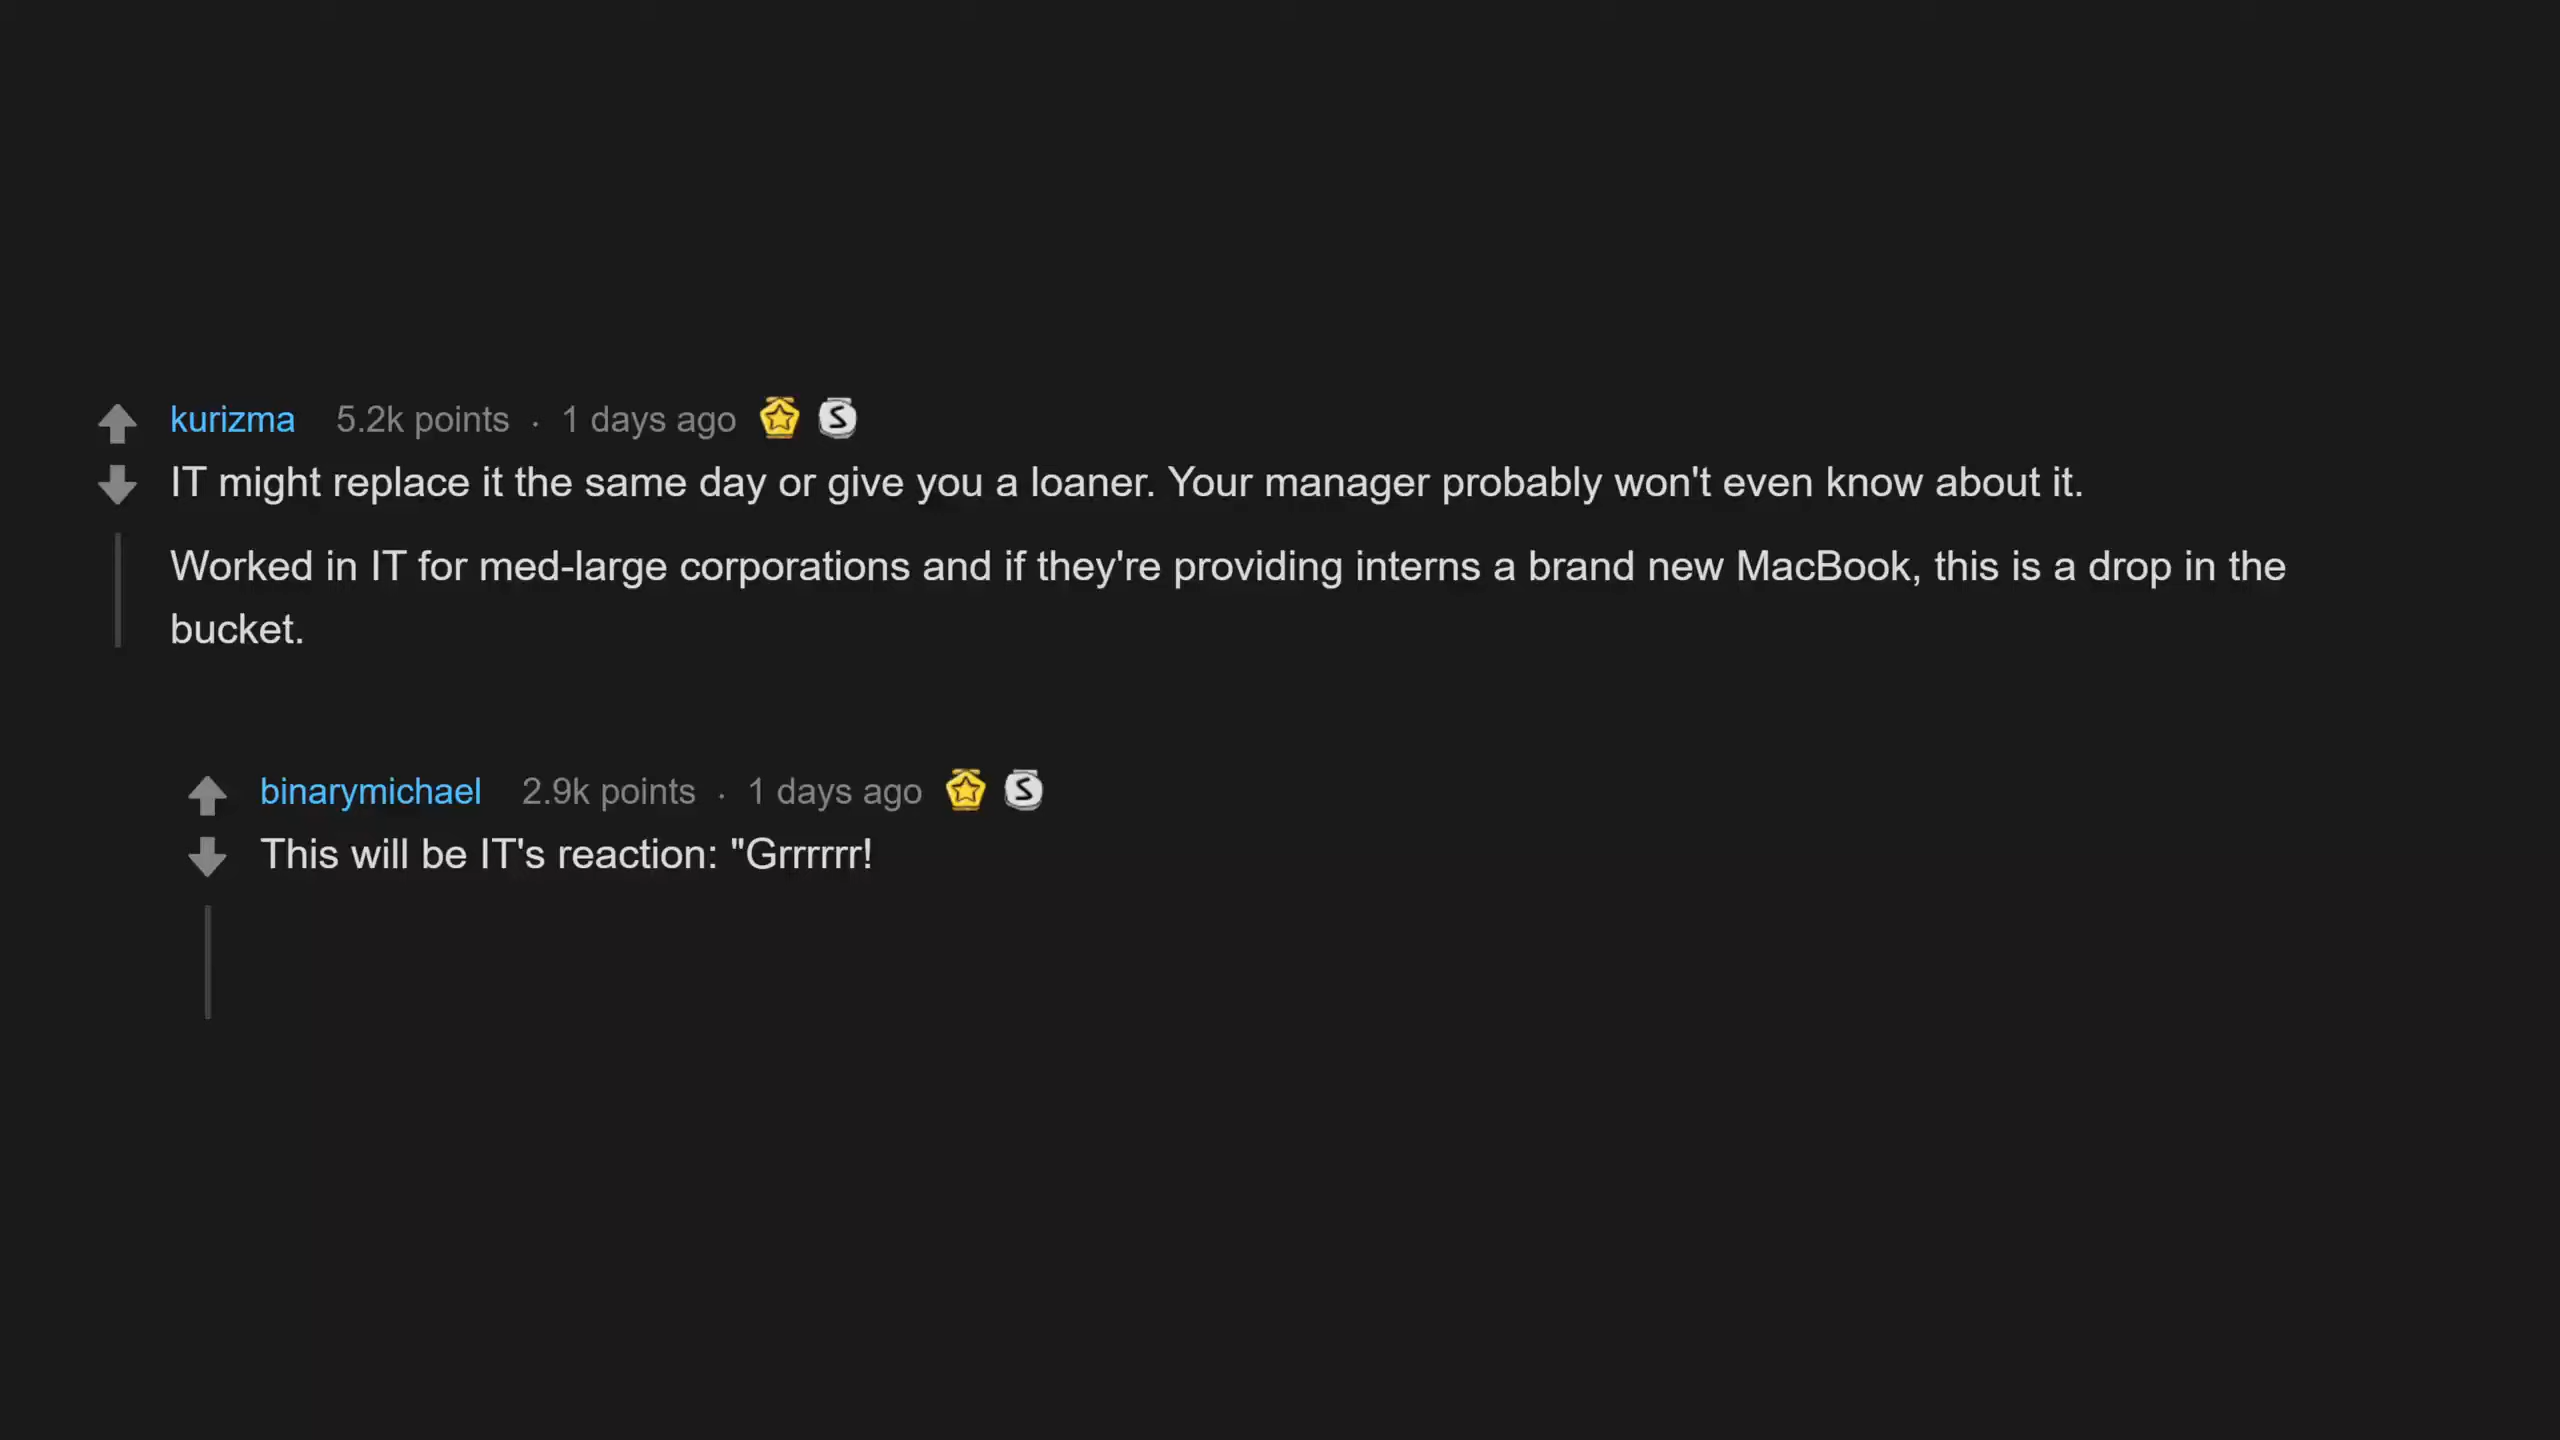 kurizma 5.2k points · 1 days ago S
IT might replace it the same day or give you a loaner. Your manager probably won't even know about it.
Worked in IT for med-large corporations and if they're providing interns a brand new MacBook, this is a drop in the
bucket.
binarymichael 2.9k points · 1 days ago S
This will be IT's reaction: "Grrrrrr!